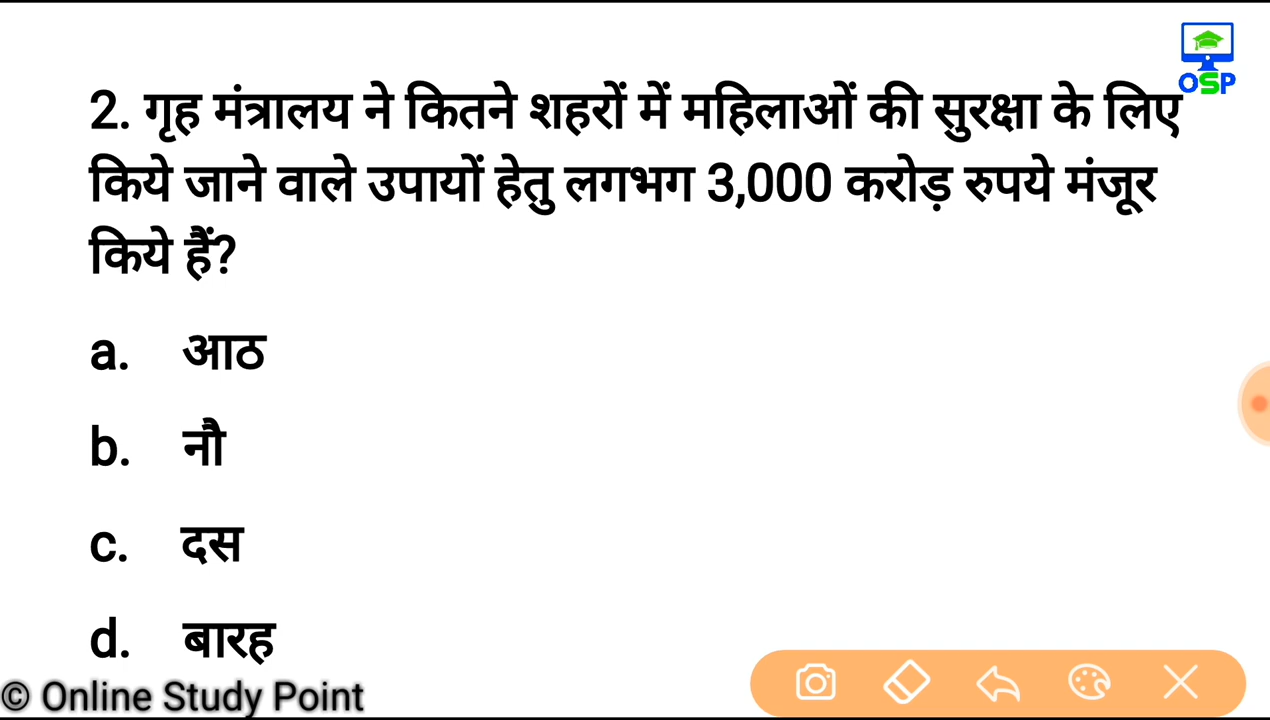 OSP
2. गृह मंत्रालय ने कितने शहरों में महिलाओं की सुरक्षा के लिए
किये जाने वाले उपायों हेतु लगभग 3,000 करोड़ रुपये मंजूर
किये हैं?
a. आठ
b. नौ
c. दस
d. बारह
© Online Study Point